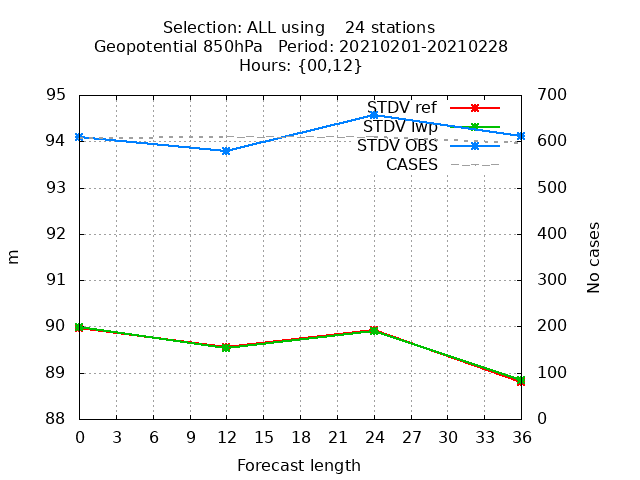 Selection: ALL using    24 stations
Geopotential 850hPa   Period: 20210201-20210228
Hours: {00,12}
95
94
93
92
91
90
89
88
m
700
600
500
400
300
200
100
0
No cases
STDV ref
STDV lwp
STDV OBS
CASES
0 3 6 9 12 15 18 21 24 27 30 33 36
Forecast length